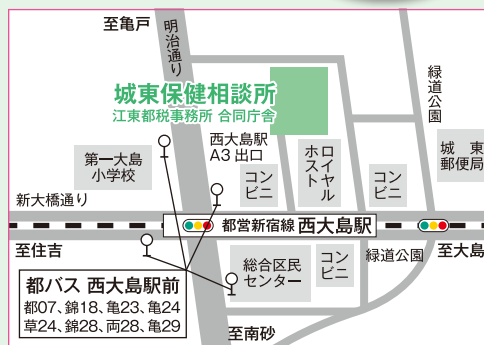 至亀戸
明治通り
城東保健相談所
江東都税事務所 合同庁舎
緑道公園
西大島駅
A3 出口
第一大島
小学校
コン
ビニ
ロイヤル
ホスト
コン
ビニ
城 東
郵便局
新大橋通り
都営新宿線 西大島駅
至住吉
総合区民
センター
コン
ビニ
緑道公園
至大島
都バス 西大島駅前
都07、錦18、亀23、亀24
草24、錦28、両28、亀29
至南砂